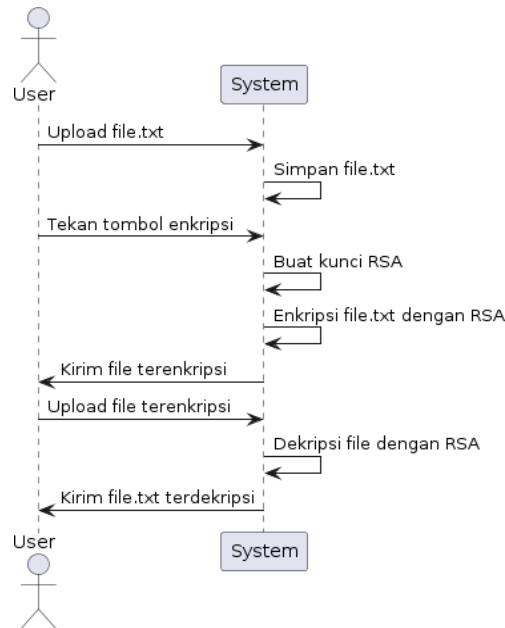 User
System
Upload file.txt
Simpan file.txt
Tekan tombol enkripsi
Buat kunci RSA
Enkripsi file.txt dengan RSA
Kirim file terenkripsi
Upload file terenkripsi
Dekripsi file dengan RSA
Kirim file.txt terdekripsi
User
System